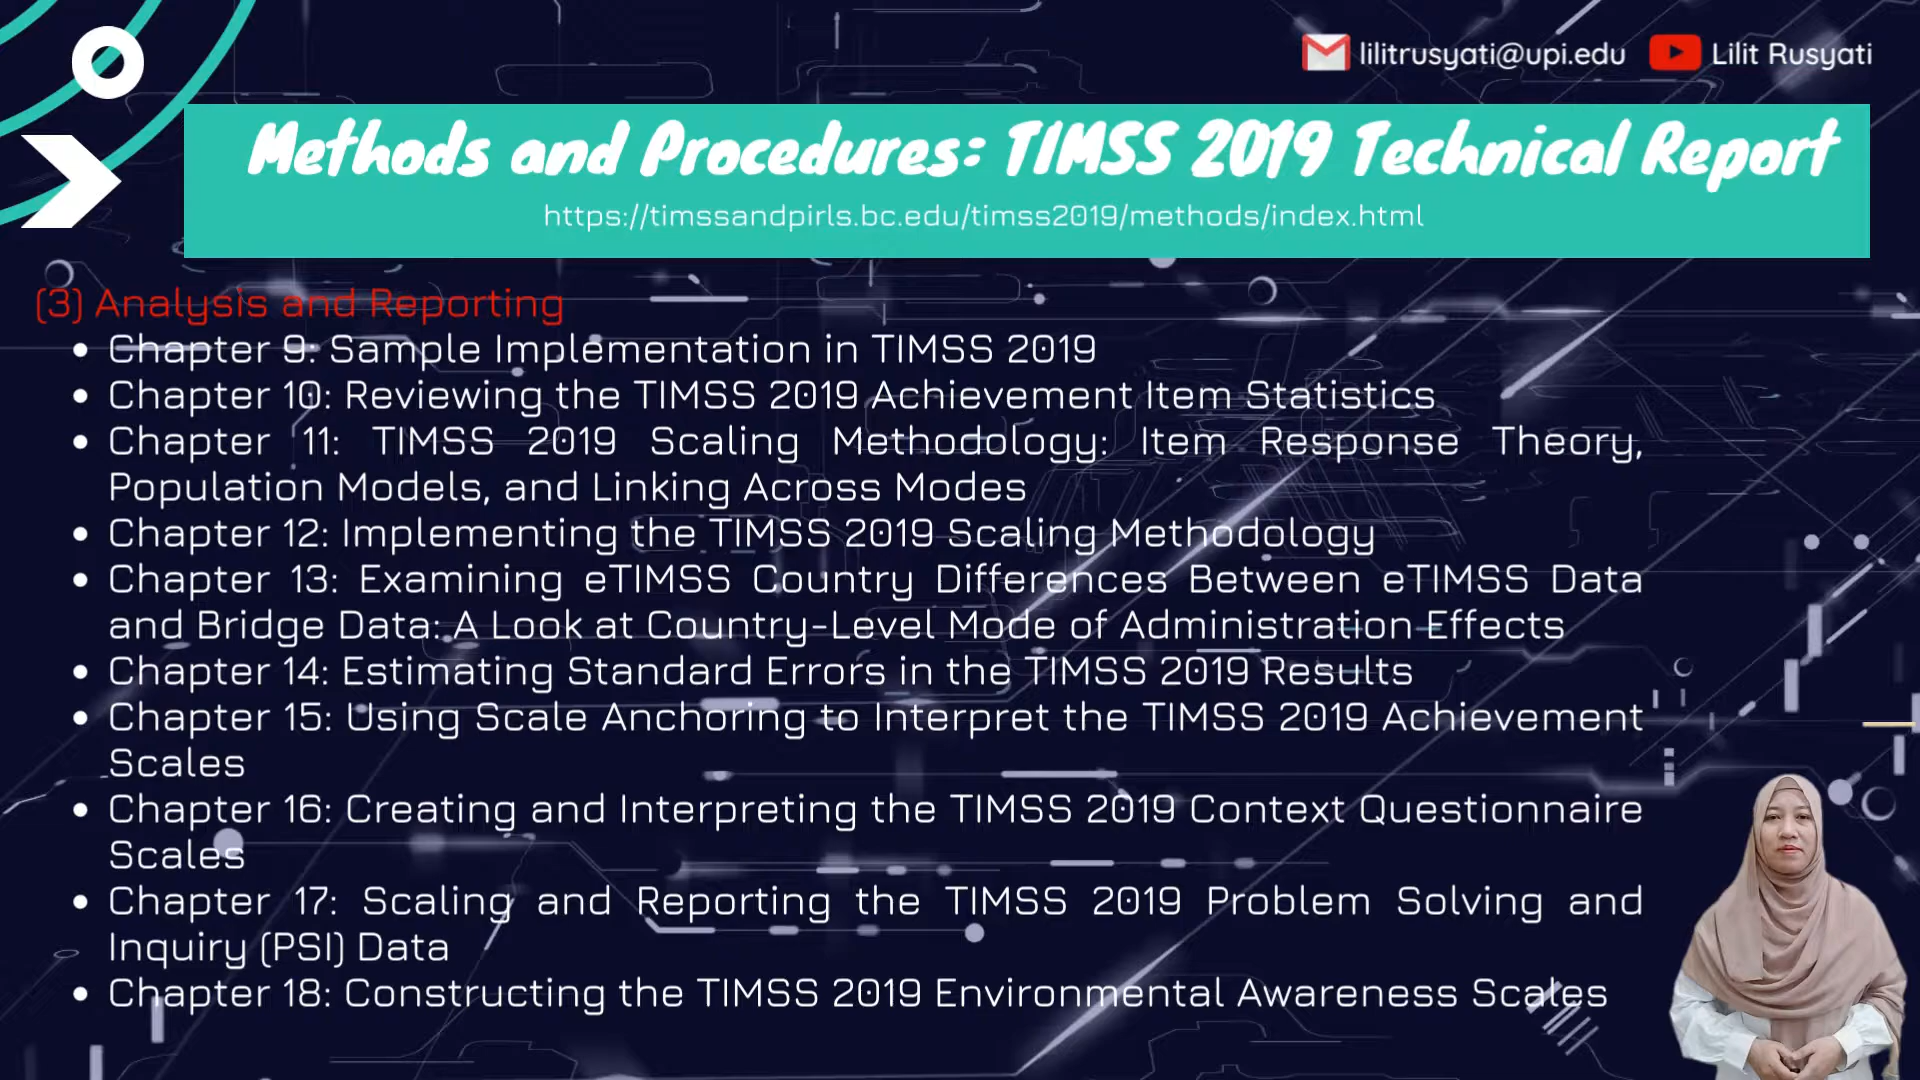 lilitrusyati@upi.edu Lilit Rusyati
Methods and Procedures: TIMSS 2019 Technical Report
https://timssandpirls.bc.edu/timss2019/methods/index.html
(3) Analysis and Reporting
• Chapter 9: Sample Implementation in TIMSS 2019
• Chapter 10: Reviewing the TIMSS 2019 Achievement Item Statistics
• Chapter 11: TIMSS 2019 Scaling Methodology: Item Response Theory,
Population Models, and Linking Across Modes
• Chapter 12: Implementing the TIMSS 2019 Scaling Methodology
• Chapter 13: Examining eTIMSS Country Differences Between eTIMSS Data
and Bridge Data: A Look at Country-Level Mode of Administration Effects
• Chapter 14: Estimating Standard Errors in the TIMSS 2019 Results
• Chapter 15: Using Scale Anchoring to Interpret the TIMSS 2019 Achievement
Scales
• Chapter 16: Creating and Interpreting the TIMSS 2019 Context Questionnaire
Scales
• Chapter 17: Scaling and Reporting the TIMSS 2019 Problem Solving and
Inquiry (PSI) Data
• Chapter 18: Constructing the TIMSS 2019 Environmental Awareness Scales